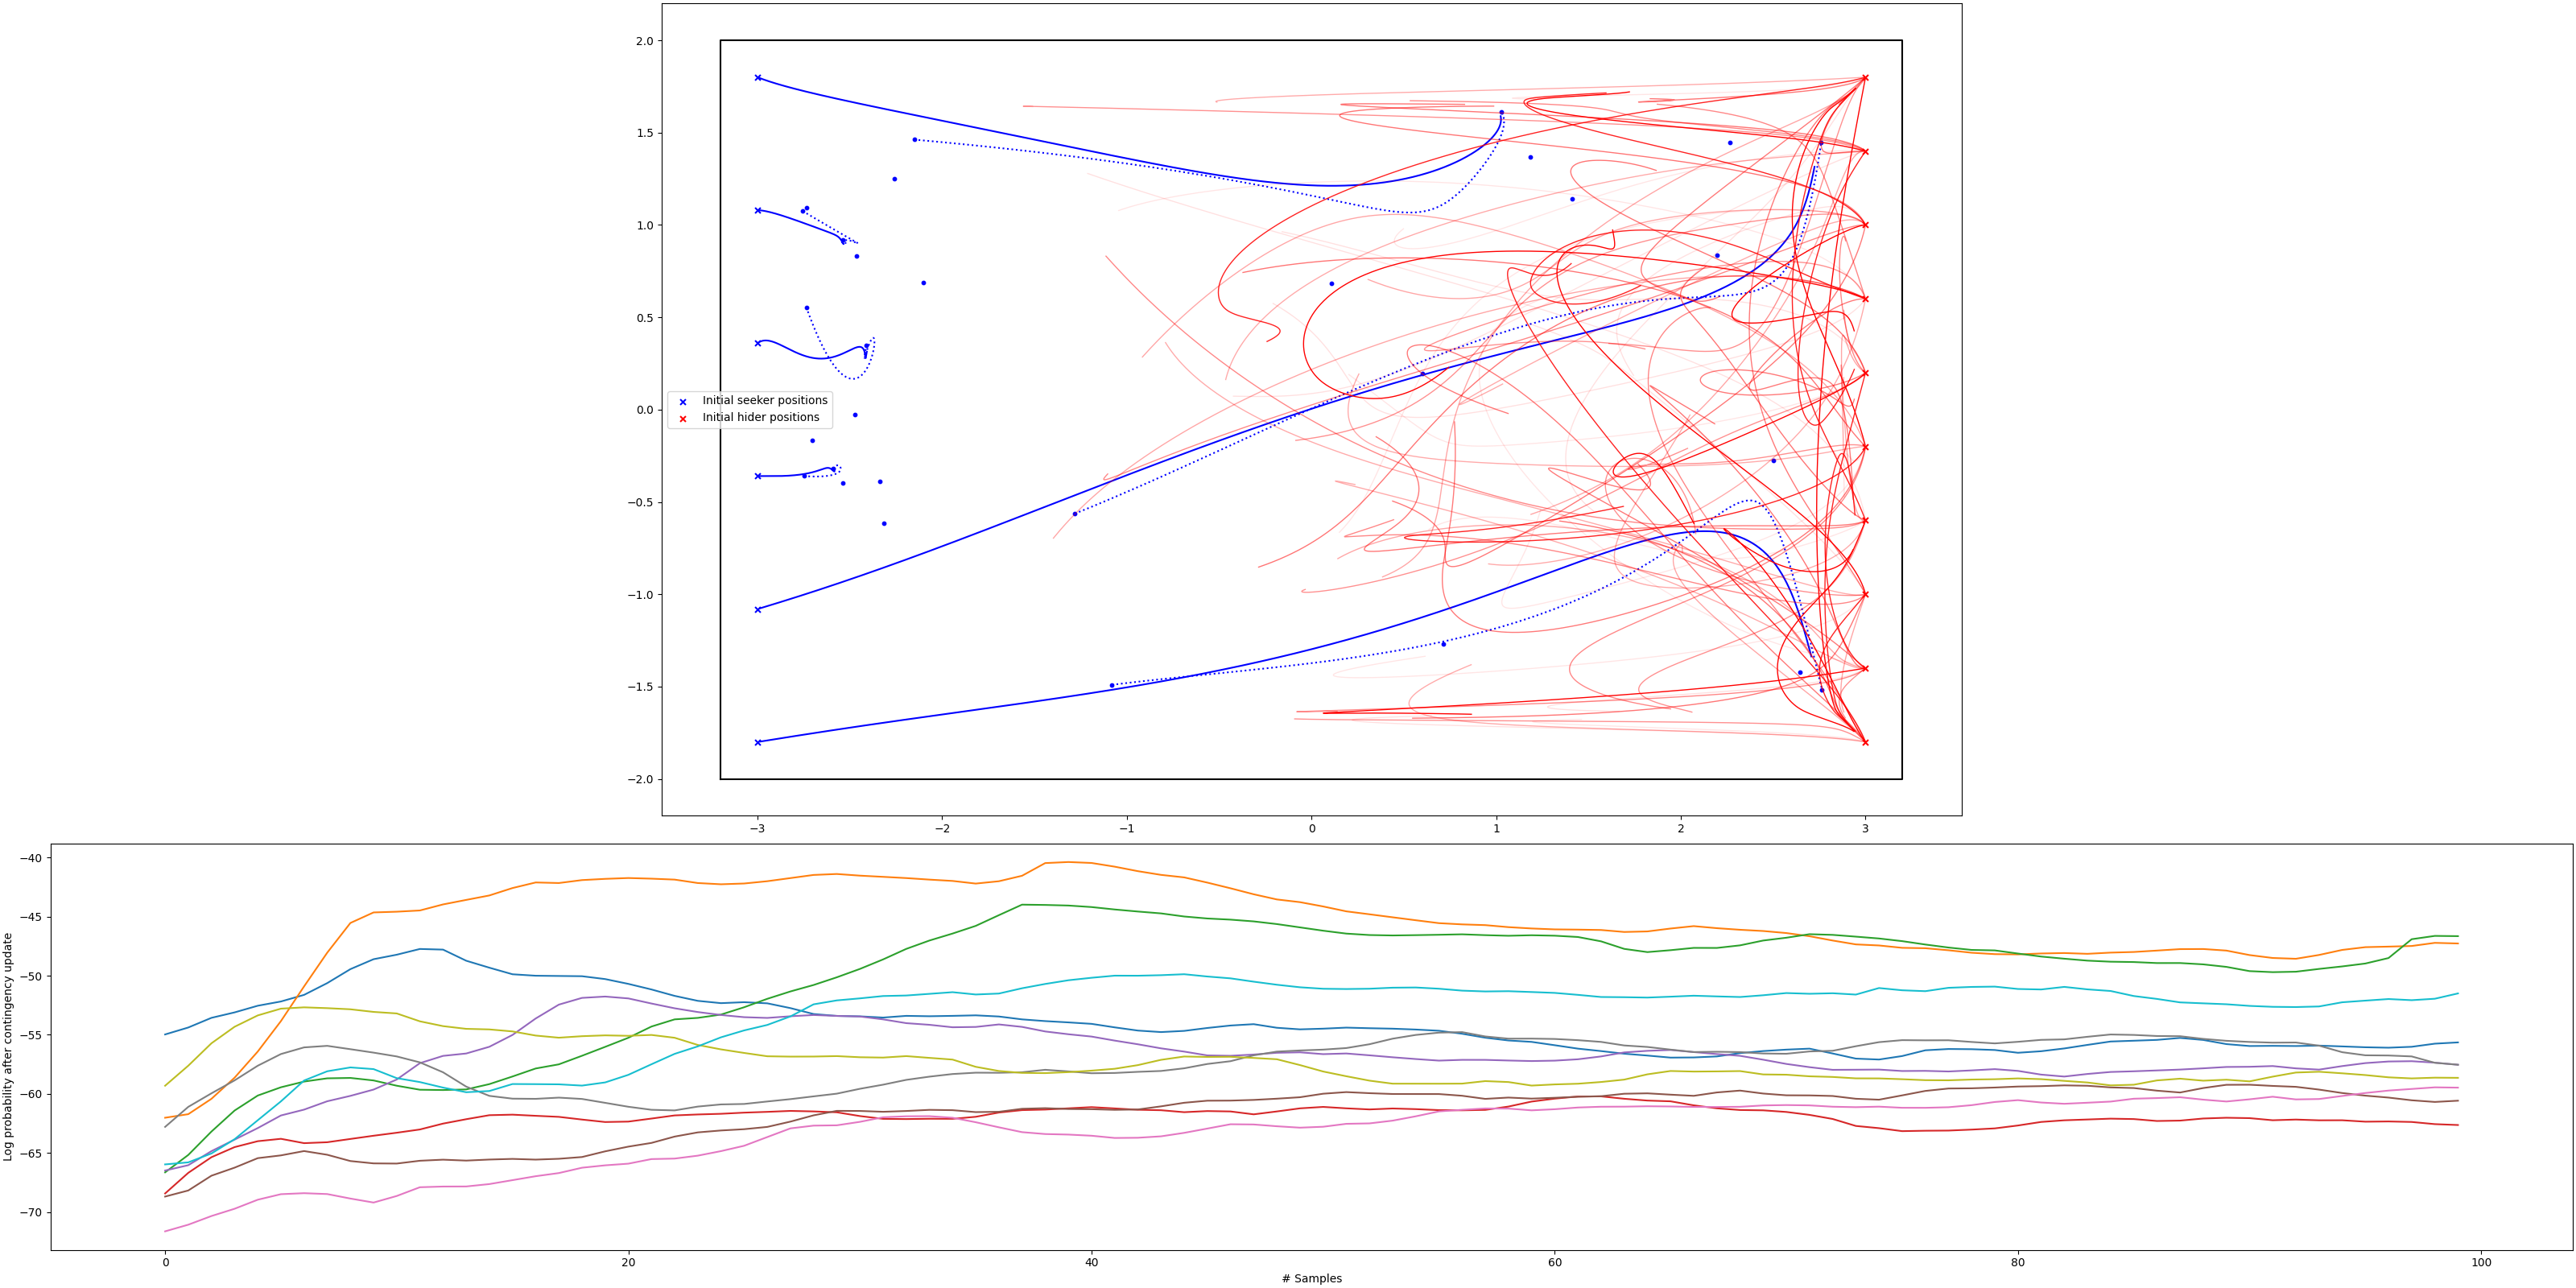 2.0
1.5
1.0
0.5
0.0
−0.5
−1.0
−1.5
−2.0
Initial seeker positions
Initial hider positions
−3 −2 −1 0 1 2 3
−40
−45
−50
−55
−60
−65
−70
Log probability after contingency update
0 20 40 60 80 100
# Samples